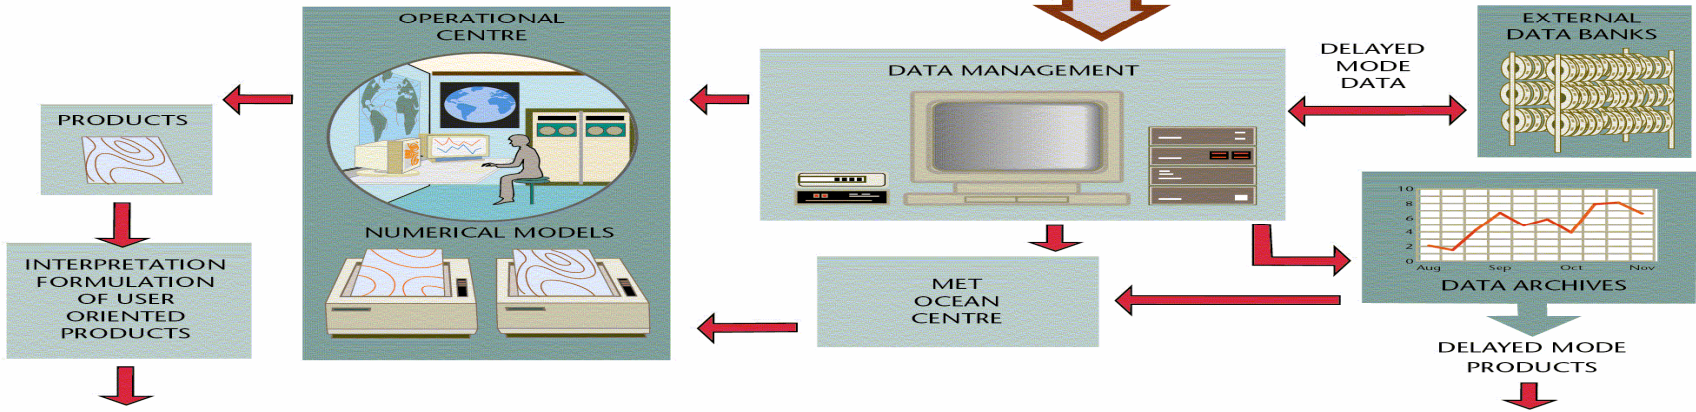 OPERATIONAL
CENTRE
NUMERICAL MODELS
PRODUCTS
INTERPRETATION
FORMULATION
OF USER
ORIENTED
PRODUCTS
DATA MANAGEMENT
DELAYED
MODE
DATA
EXTERNAL
DATA BANKS
MET
OCEAN
CENTRE
10
8
6
4
2
0
Aug Sep Oct Nov
DATA ARCHIVES
DELAYED MODE
PRODUCTS